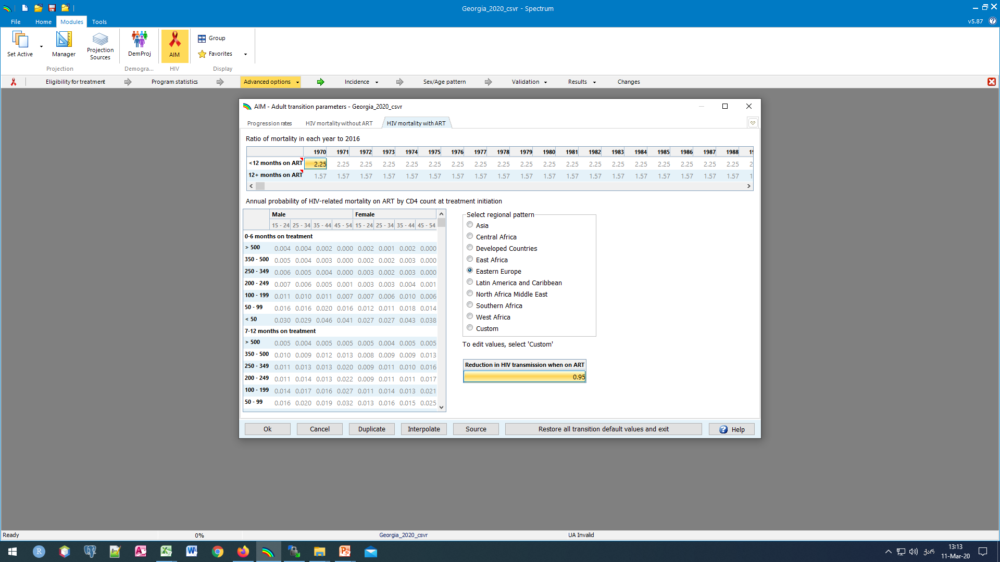 Georgia_2020_csvr - Spectrum
File Home Modules Tools v5.87
Set Active Manager Projection Sources DemProj AIM Group
Favorites
Projection Demogra... HIV Display
Eligibility for treatment Program statistics Advanced options Incidence Sex/Age pattern Validation Results Changes
AIM - Adult transition parameters - Georgia_2020_csvr
Progression rates HIV mortality without ART HIV mortality with ART
Ratio of mortality in each year to 2016
1970 1971 1972 1973 1974 1975 1976 1977 1978 1979 1980 1981 1982 1983 1984 1985 1986 1987 1988
<12 months on ART 2.25 2.25 2.25 2.25 2.25 2.25 2.25 2.25 2.25 2.25 2.25 2.25 2.25 2.25 2.25 2.25 2.25 2.25 2.25 2
12+ months on ART 1.57 1.57 1.57 1.57 1.57 1.57 1.57 1.57 1.57 1.57 1.57 1.57 1.57 1.57 1.57 1.57 1.57 1.57 1.57 1
Annual probability of HIV-related mortality on ART by CD4 count at treatment initiation
Male Female
15 - 24 25 - 34 35 - 44 45 - 54 15 - 24 25 - 34 35 - 44 45 - 54
0-6 months on treatment
> 500 0.004 0.004 0.002 0.000 0.002 0.001 0.002 0.000
350 - 500 0.005 0.004 0.003 0.000 0.002 0.002 0.003 0.000
250 - 349 0.006 0.005 0.004 0.000 0.003 0.002 0.003 0.000
200 - 249 0.007 0.006 0.005 0.001 0.003 0.003 0.004 0.001
100 - 199 0.011 0.010 0.011 0.007 0.007 0.006 0.010 0.006
50 - 99 0.016 0.016 0.020 0.016 0.012 0.011 0.018 0.014
< 50 0.030 0.029 0.046 0.041 0.027 0.027 0.043 0.038
7-12 months on treatment
> 500 0.005 0.004 0.005 0.005 0.005 0.004 0.005 0.005
350 - 500 0.010 0.009 0.012 0.013 0.008 0.009 0.009 0.013
250 - 349 0.011 0.013 0.013 0.020 0.009 0.011 0.010 0.016
200 - 249 0.011 0.014 0.013 0.022 0.009 0.011 0.011 0.017
100 - 199 0.014 0.017 0.016 0.027 0.011 0.014 0.013 0.021
50 - 99 0.016 0.020 0.019 0.032 0.013 0.016 0.015 0.025
Select regional pattern
Asia
Central Africa
Developed Countries
East Africa
Eastern Europe
Latin America and Caribbean
North Africa Middle East
Southern Africa
West Africa
Custom
To edit values, select 'Custom'
Reduction in HIV transmission when on ART
0.95
Ok Cancel Duplicate Interpolate Source Restore all transition default values and exit Help
Ready 0% Georgia_2020_csvr UA Invalid
ქარ 13:13
11-Mar-20